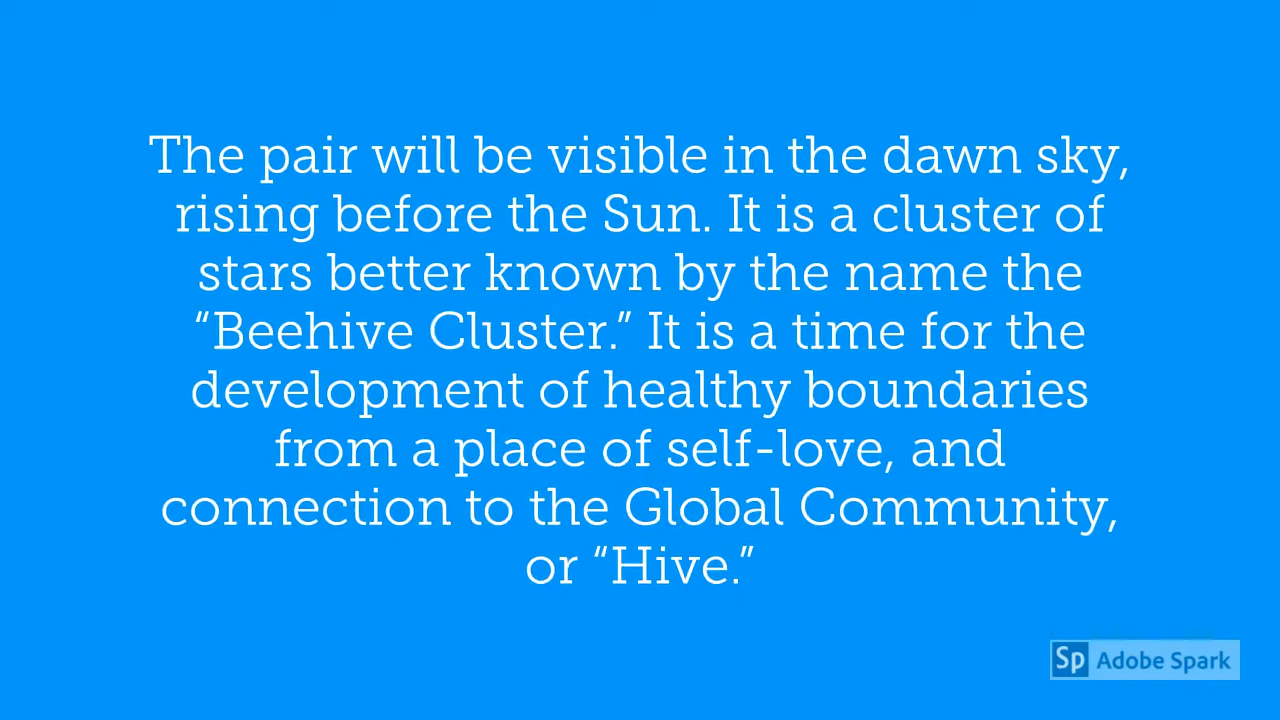 The pair will be visible in the dawn sky,
rising before the Sun. It is a cluster of
stars better known by the name the
“Beehive Cluster.” It is a time for the
development of healthy boundaries
from a place of self-love, and
connection to the Global Community,
or “Hive.”
Sp Adobe Spark